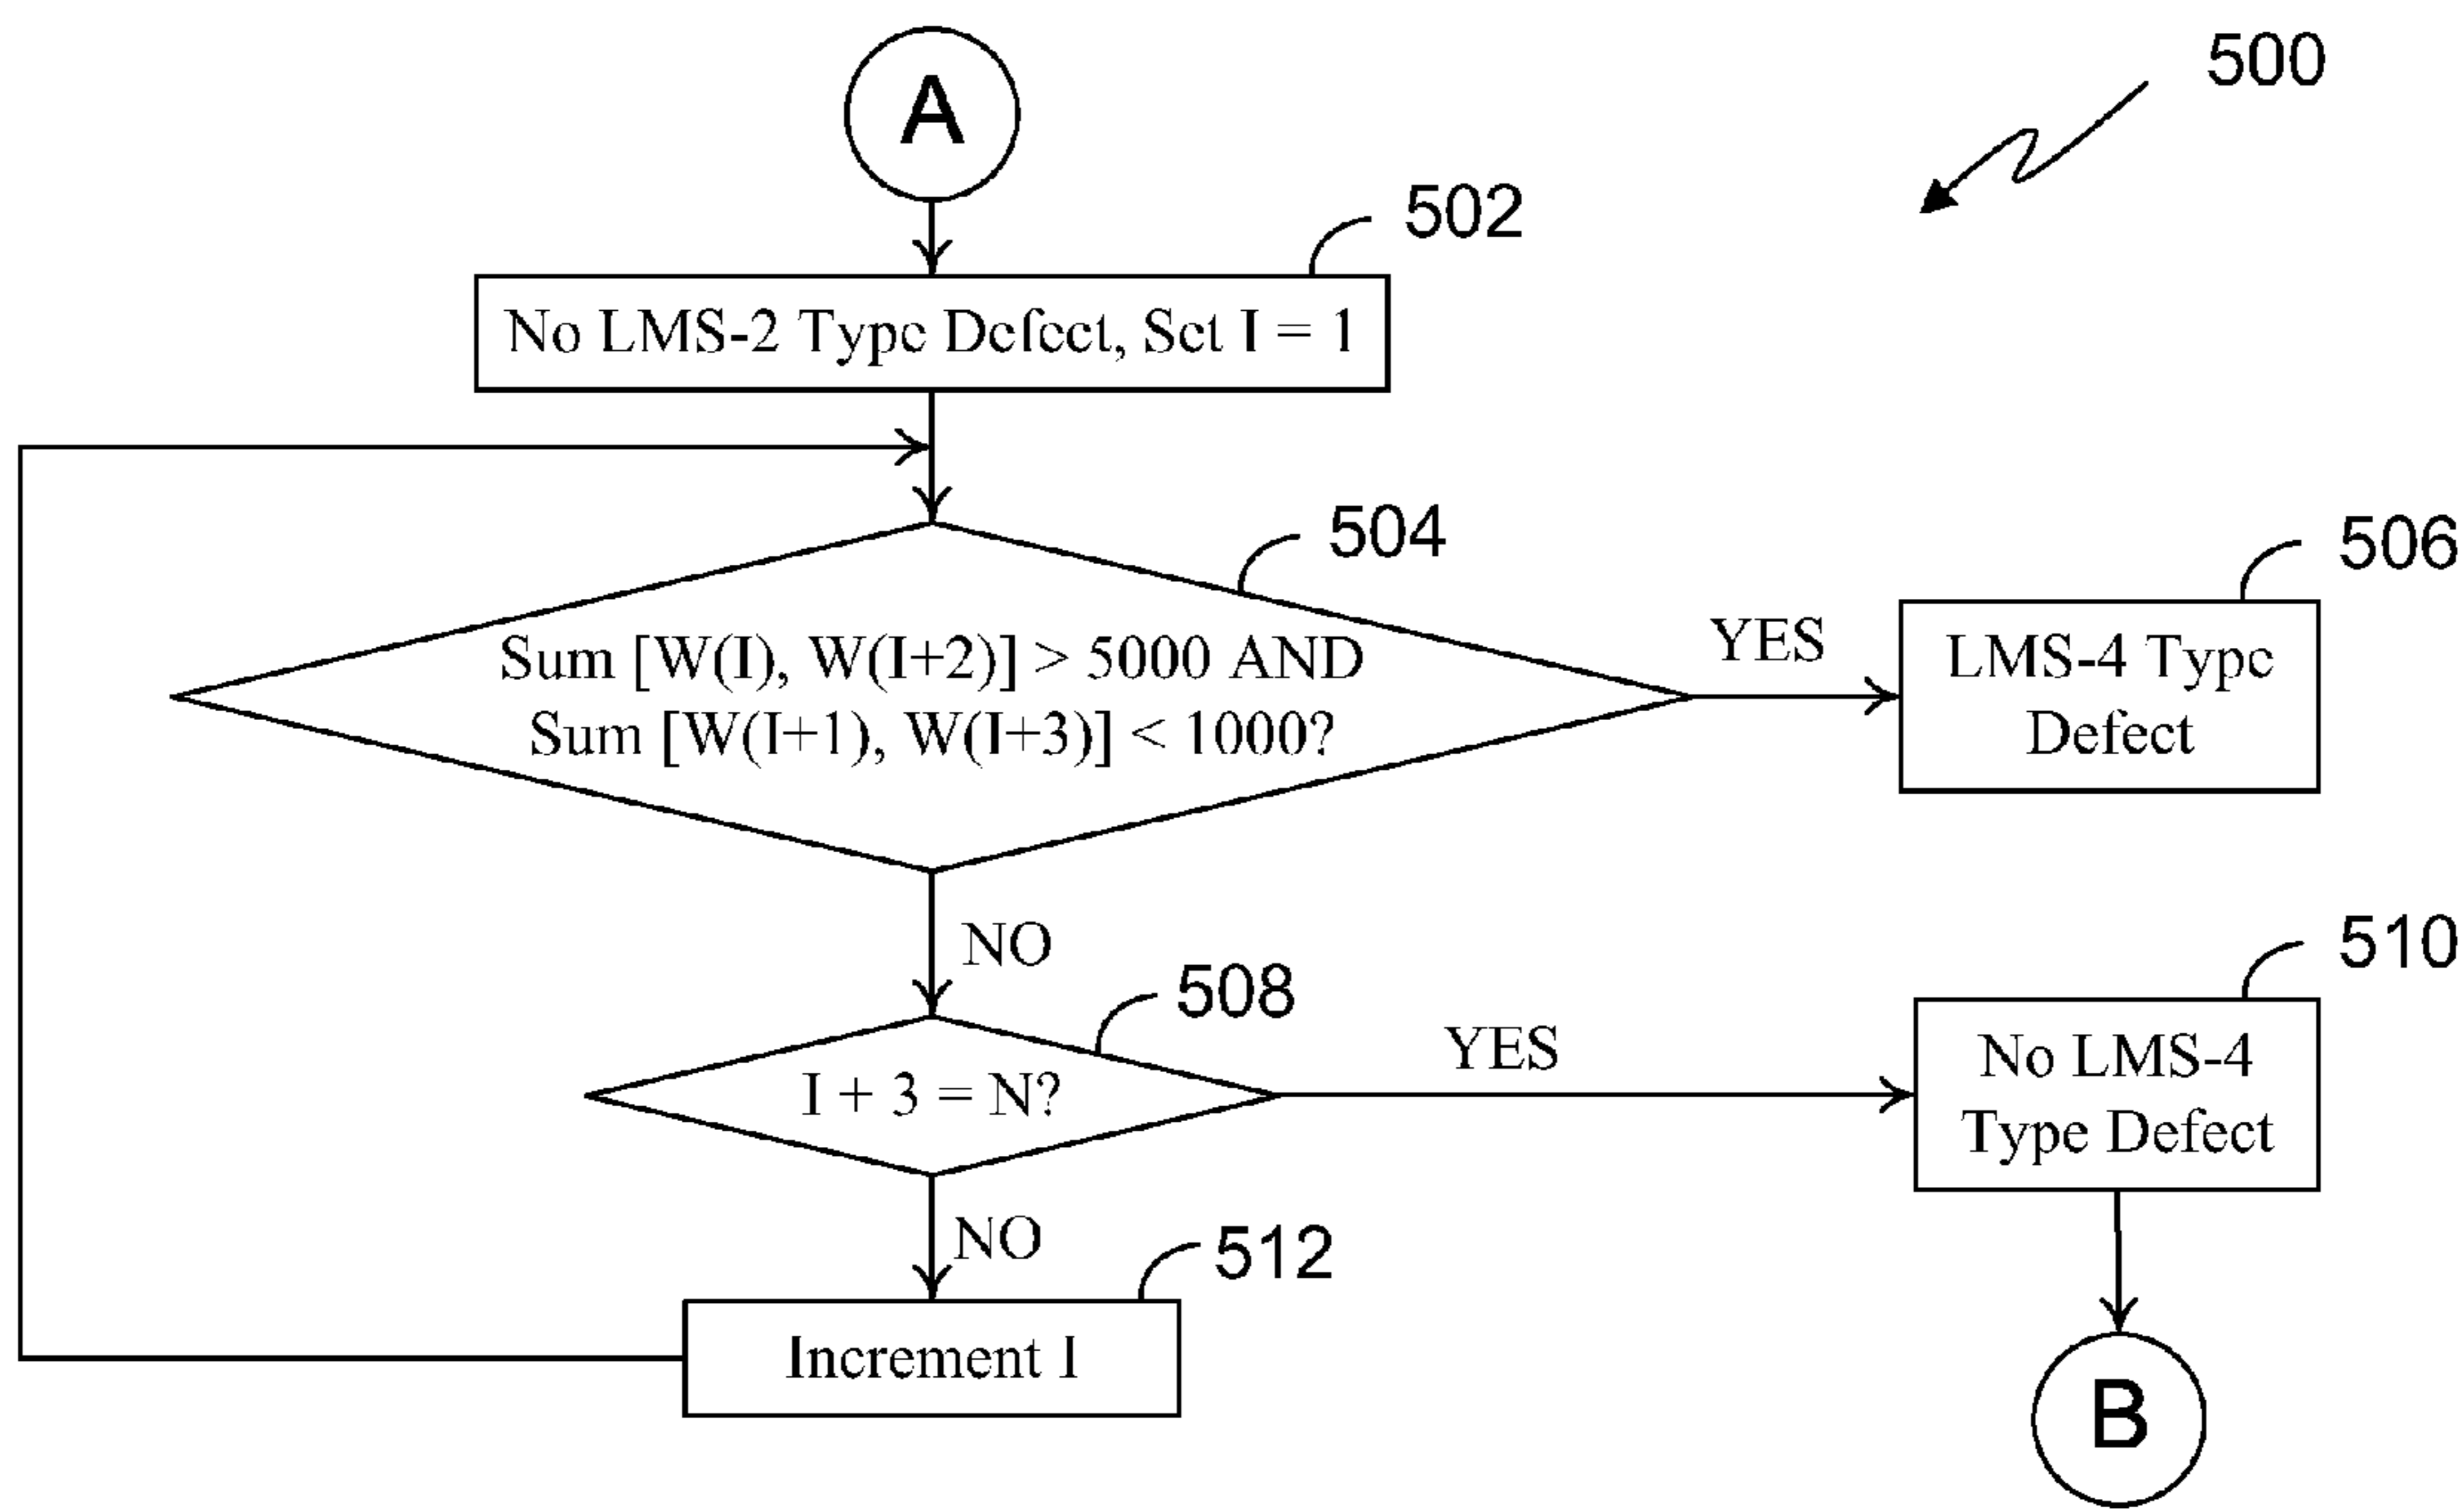 A
500
502
No LMS-2 Type Defect, Set I = 1
504
Sum [W(I), W(I+2)] > 5000 AND
Sum [W(I+1), W(I+3)] < 1000?
YES
506
LMS-4 Type
Defect
NO
508
I + 3 = N?
YES
510
No LMS-4
Type Defect
NO
512
Increment I
B